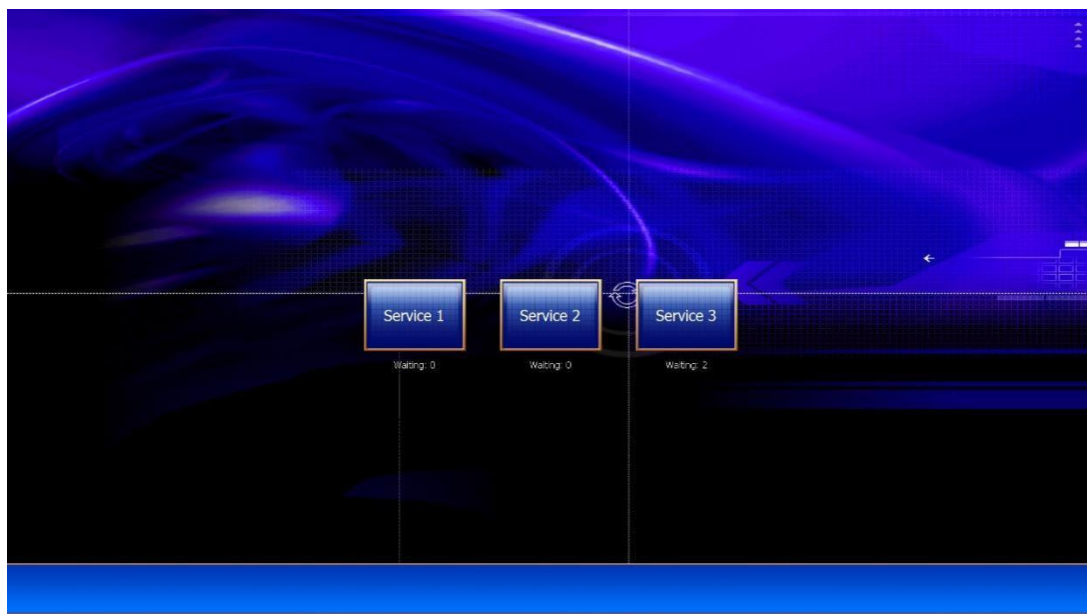 Service 1
Service 2
Service 3
Waiting: 0
Waiting: 0
Waiting: 2